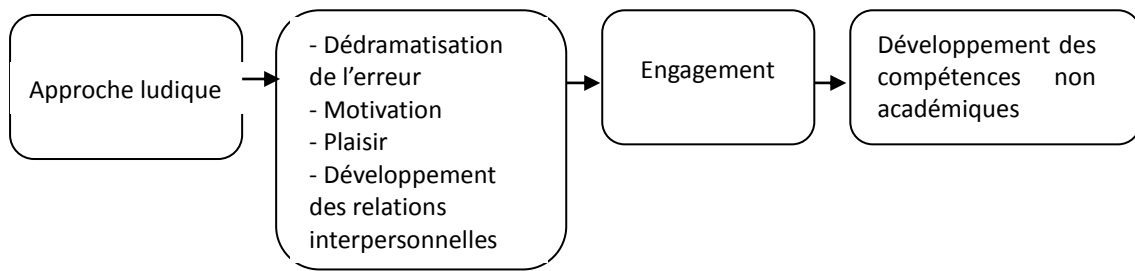 Approche ludique
- Dédramatisation
de l’erreur
- Motivation
- Plaisir
- Développement
des relations
interpersonnelles
Engagement
Développement des
compétences non
académiques